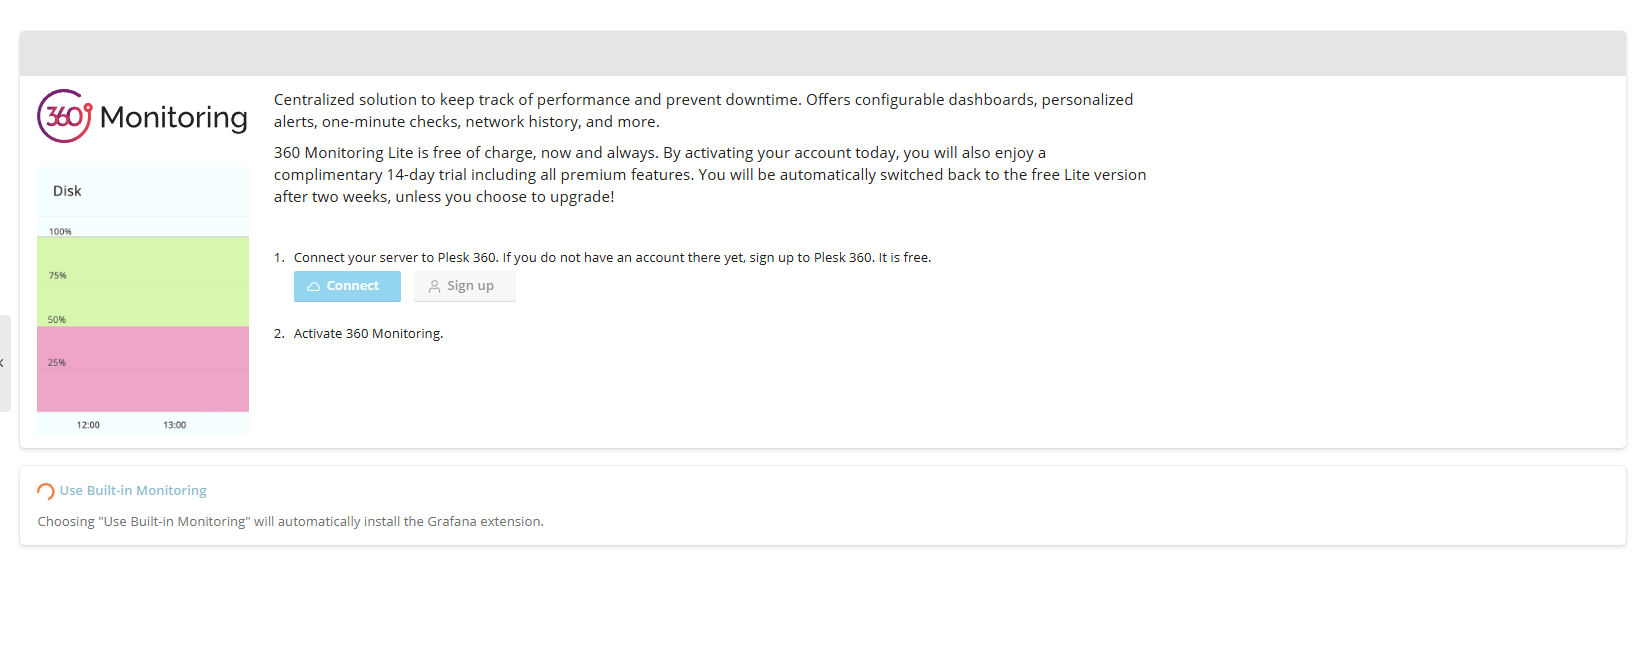 360 Monitoring
Centralized solution to keep track of performance and prevent downtime. Offers configurable dashboards, personalized
alerts, one-minute checks, network history, and more.
360 Monitoring Lite is free of charge, now and always. By activating your account today, you will also enjoy a
complimentary 14-day trial including all premium features. You will be automatically switched back to the free Lite version
after two weeks, unless you choose to upgrade!
Disk
100%
75%
50%
25%
12:00 13:00
1. Connect your server to Plesk 360. If you do not have an account there yet, sign up to Plesk 360. It is free.
Connect Sign up
2. Activate 360 Monitoring.
Use Built-in Monitoring
Choosing "Use Built-in Monitoring" will automatically install the Grafana extension.